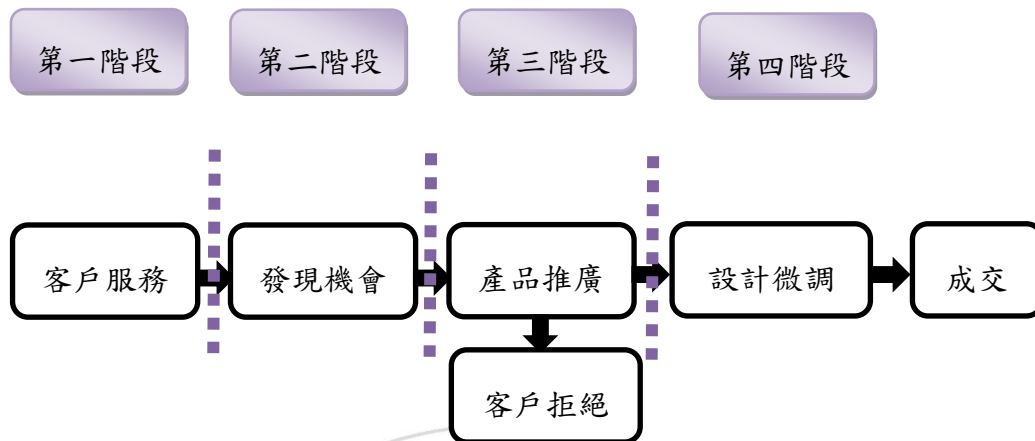 第一階段
第二階段
第三階段
第四階段
客戶服務
發現機會
產品推廣
設計微調
成交
客戶拒絕